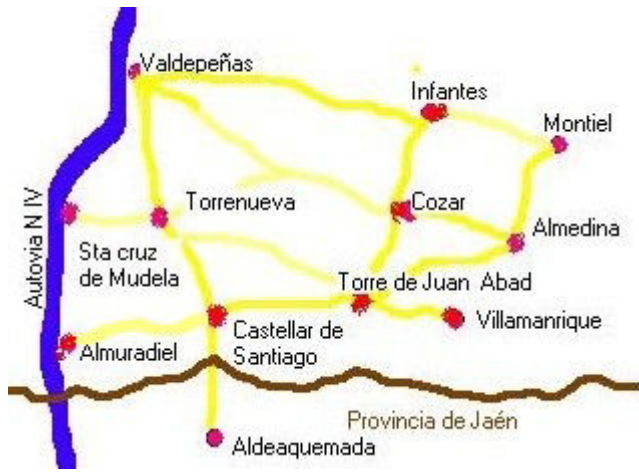 Valdepeñas
Infantes
Montiel
Autovia N IV
Torrenueva
Cozar
Almedina
Sta cruz
de Mudela
Torre de Juan Abad
Almuradiel
Castellar de
Santiago
Villamanrique
Provincia de Jaén
Aldeaquemada